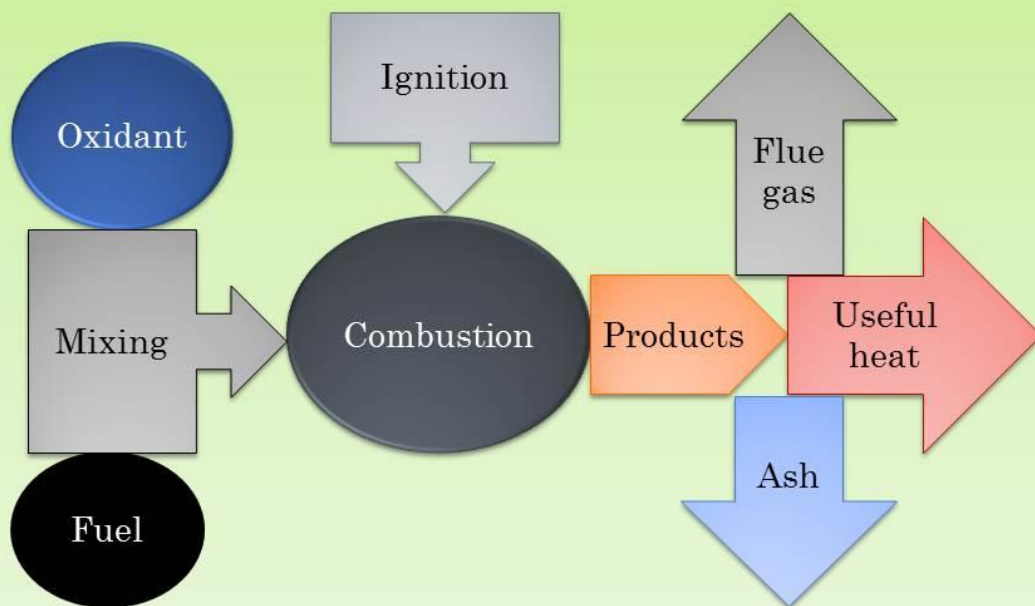 Oxidant
Ignition
Flue
gas
Mixing
Combustion
Products
Useful
heat
Ash
Fuel